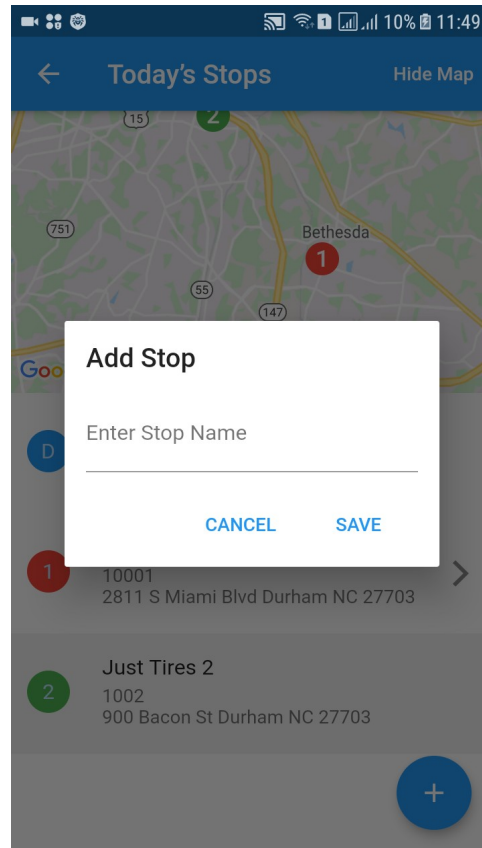 1 10% 11:49
Today's Stops Hide Map
15 2
751 Bethesda
1
55
147
Goo
Add Stop
Enter Stop Name
D
CANCEL SAVE
1 10001
2811 S Miami Blvd Durham NC 27703
Just Tires 2
2 1002
900 Bacon St Durham NC 27703